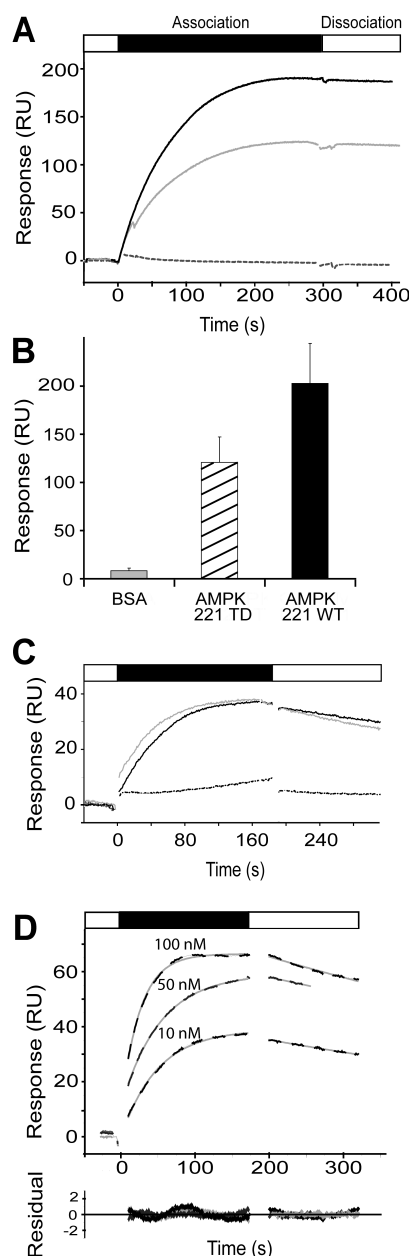 A
Association Dissociation
Response (RU)
200
150
100
50
0
0 100 200 300 400
Time (s)
B
Response (RU)
200
150
100
50
0
BSA AMPK AMPK
221 TD 221 WT
C
Response (RU)
40
20
0
0 80 160 240
Time (s)
D
Response (RU)
100 nM
60
50 nM
40
10 nM
20
0
0 100 200 300
Residual
2
0
-2
Time (s)